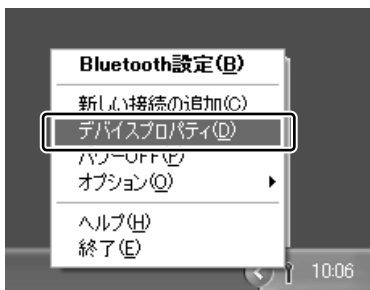 Bluetooth設定(B)
新しい接続の追加(C)
デバイスプロパティ(D)
パワーOFF(P)
オプション(O)
ヘルプ(H)
終了(E)
10:06